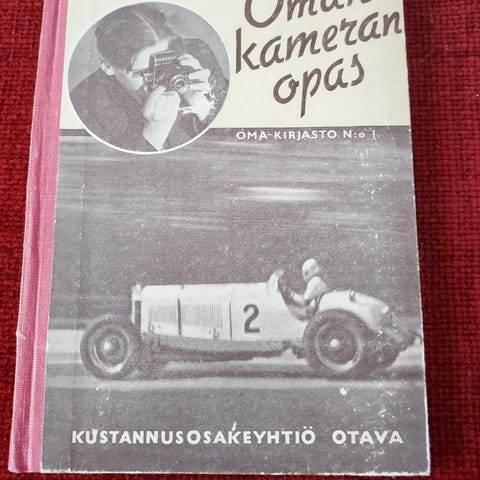 Oman
kameran
opas
OMA-KIRJASTO N:o 1
2
KUSTANNUSOSAKEYHTIÖ OTAVA